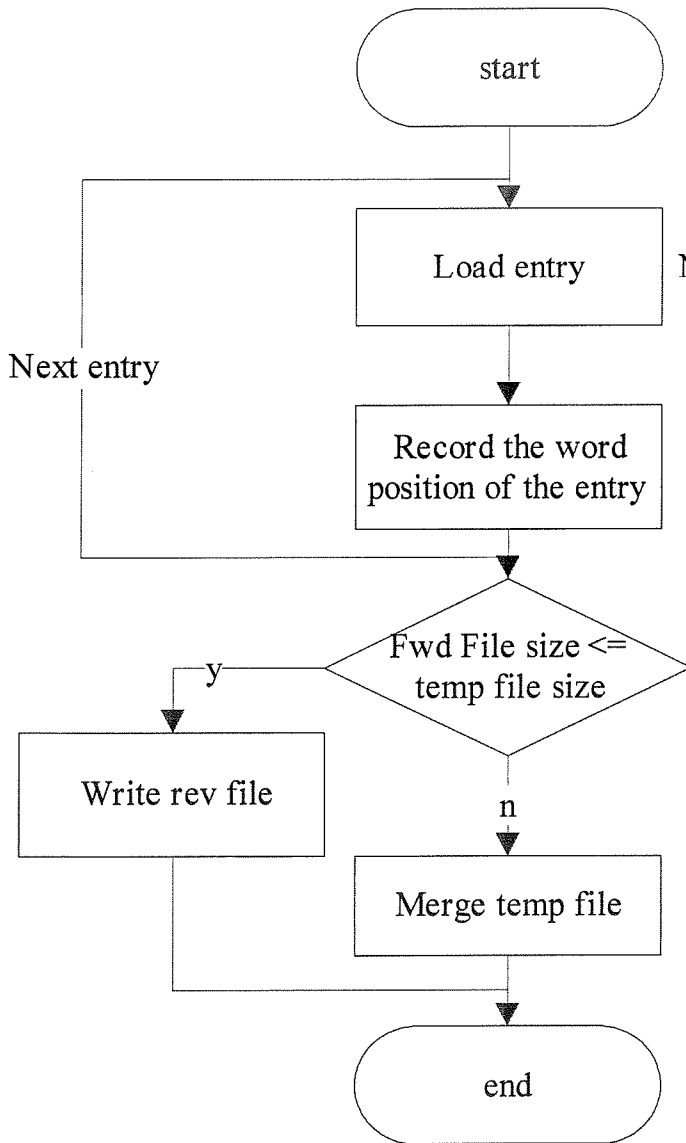 start
Load entry
Next entry
Record the word
position of the entry
Fwd File size <=
temp file size
y
Write rev file
n
Merge temp file
end